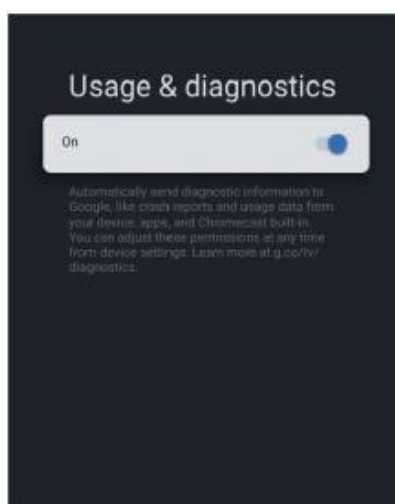 Usage & diagnostics
On
Automatically send diagnostic information to
Google, like crash reports and usage data from
your device, apps, and Chromecast built-in.
You can adjust these permissions at any time
from device settings. Learn more at g.co/tv/
diagnostics.